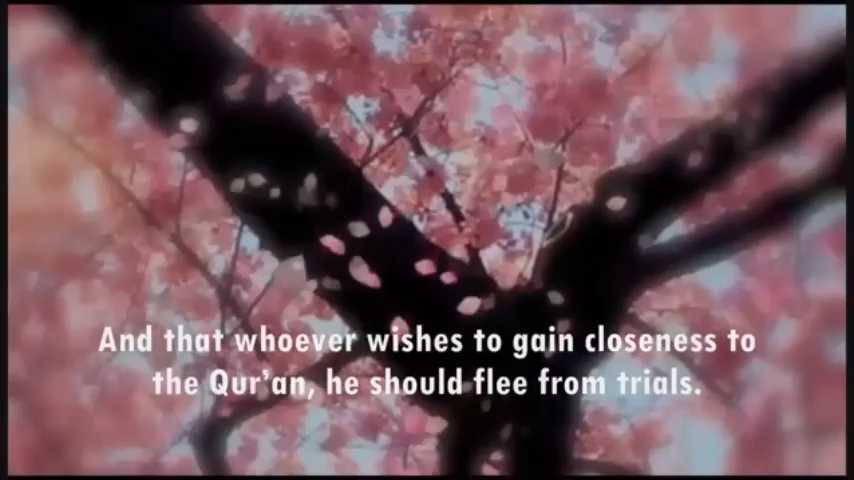 And that whoever wishes to gain closeness to
the Qur'an, he should flee from trials.